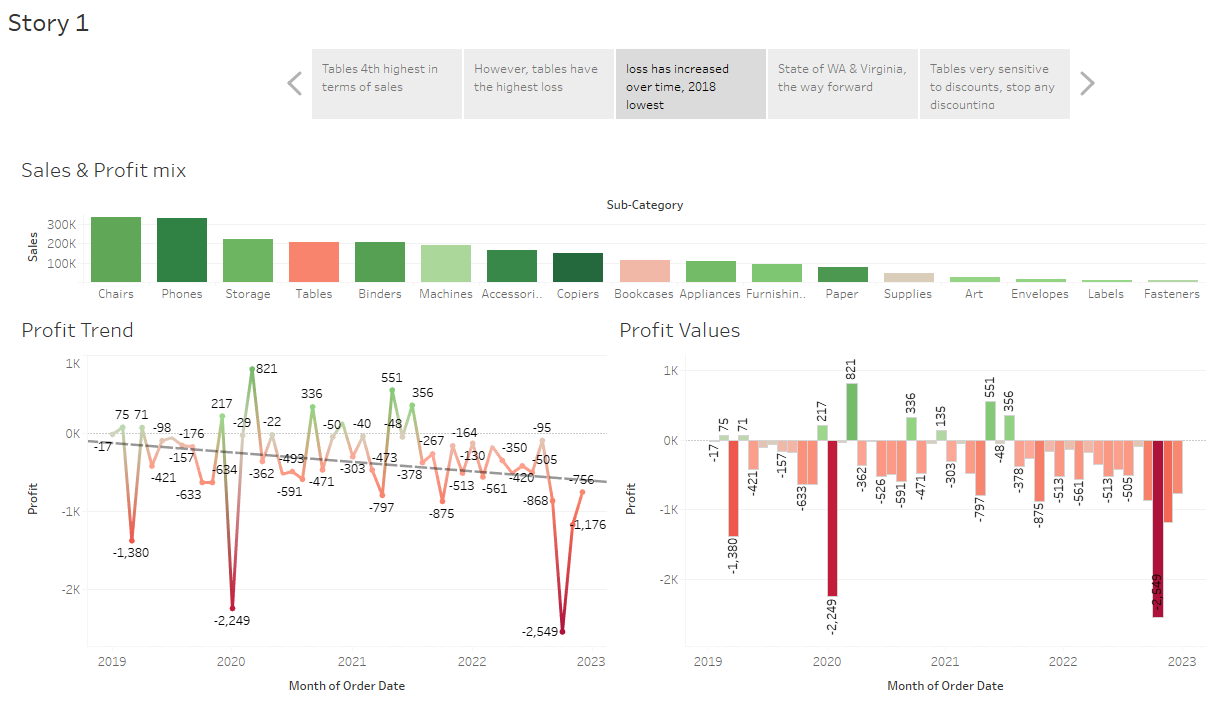 Story 1
Tables 4th highest in
terms of sales
However, tables have
the highest loss
loss has increased
over time, 2018
lowest
State of WA & Virginia,
the way forward
Tables very sensitive
to discounts, stop any
discounting
Sales & Profit mix
Sub-Category
Sales
300K
200K
100K
Chairs Phones Storage Tables Binders Machines Accessori.. Copiers Bookcases Appliances Furnishin.. Paper Supplies Art Envelopes Labels Fasteners
Profit Trend
Profit
1K
0K
-1K
-2K
-17
75
71
-1,380
-421
-98
-157
-176
-633
-634
217
-2,249
-29
821
-362
-22
-493
-591
336
-471
-50
-303
-40
-473
-797
551
-48
356
-378
-267
-875
-164
-513
-130
-561
-350
-420
-505
-95
-868
-2,549
-1,176
-756
2019 2020 2021 2022 2023
Month of Order Date
Profit Values
Profit
1K
0K
-1K
-2K
-17
75
-1,380
71
-421
-157
-633
217
-2,249
821
-362
-526
-591
336
-471
135
-303
-797
551
-48
356
-378
-875
-513
-561
-513
-505
-2,549
2019 2020 2021 2022 2023
Month of Order Date